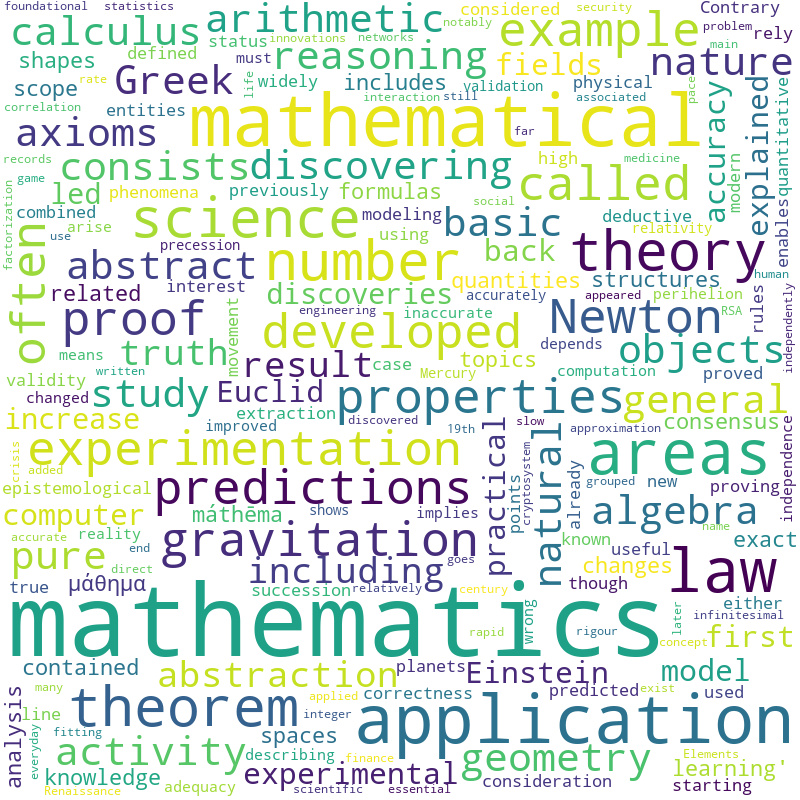 foundational statistics
calculus
arithmetic
considered
notably
innovations networks
security
example
Contrary
problem rely
main
shapes defined status
must
reasoning
fields
nature
scope
Greek
rate
life
widely includes validation
physical
associated
pace
correlation
entities
mathematical
interaction still
far
explained
quantitative
enables
accuracy
modern
axioms
records
game
consists
discovering
high
medicine
called
led phenomena previously formulas
social
factorization
combined
arise
science
modeling
using
basic
deductive
relativity
use
often
abstract
precession
number
back
theory
human
independently
related
interest
discoveries
quantities structures
accurately
appeared perihelion
rules
RSA
proof
engineering
inaccurate
developed
Newton
depends
movement
means
truth
result
case
topics
objects
computation proved
written
Mercury
validity
changed
study
Euclid
properties
general
extraction
discovered
slow
approximation
consensus
independence
increase
improved
19th
crisis
added
experimentation
practical
points
cryptosystem
natural
already
areas
grouped new proving
epistemological
predictions
computer
máthēma
shows implies
algebra
name
reality
accurate
direct
end
pure
gravitation
goes
known useful exact
changes
true μάθημα
including
succession relatively century
though
law
either
infinitesimal
later
wrong
mathematics
rapid rigour
concept
first
contained
abstraction
planets Einstein
model
many
applied
correctness predicted exist used
analysis
line
fitting
theorem
integer
application
everyday
activity
spaces
describing
geometry
Elements
finance
learning'
knowledge
adequacy
experimental
consideration
starting
Renaissance
scientific essential